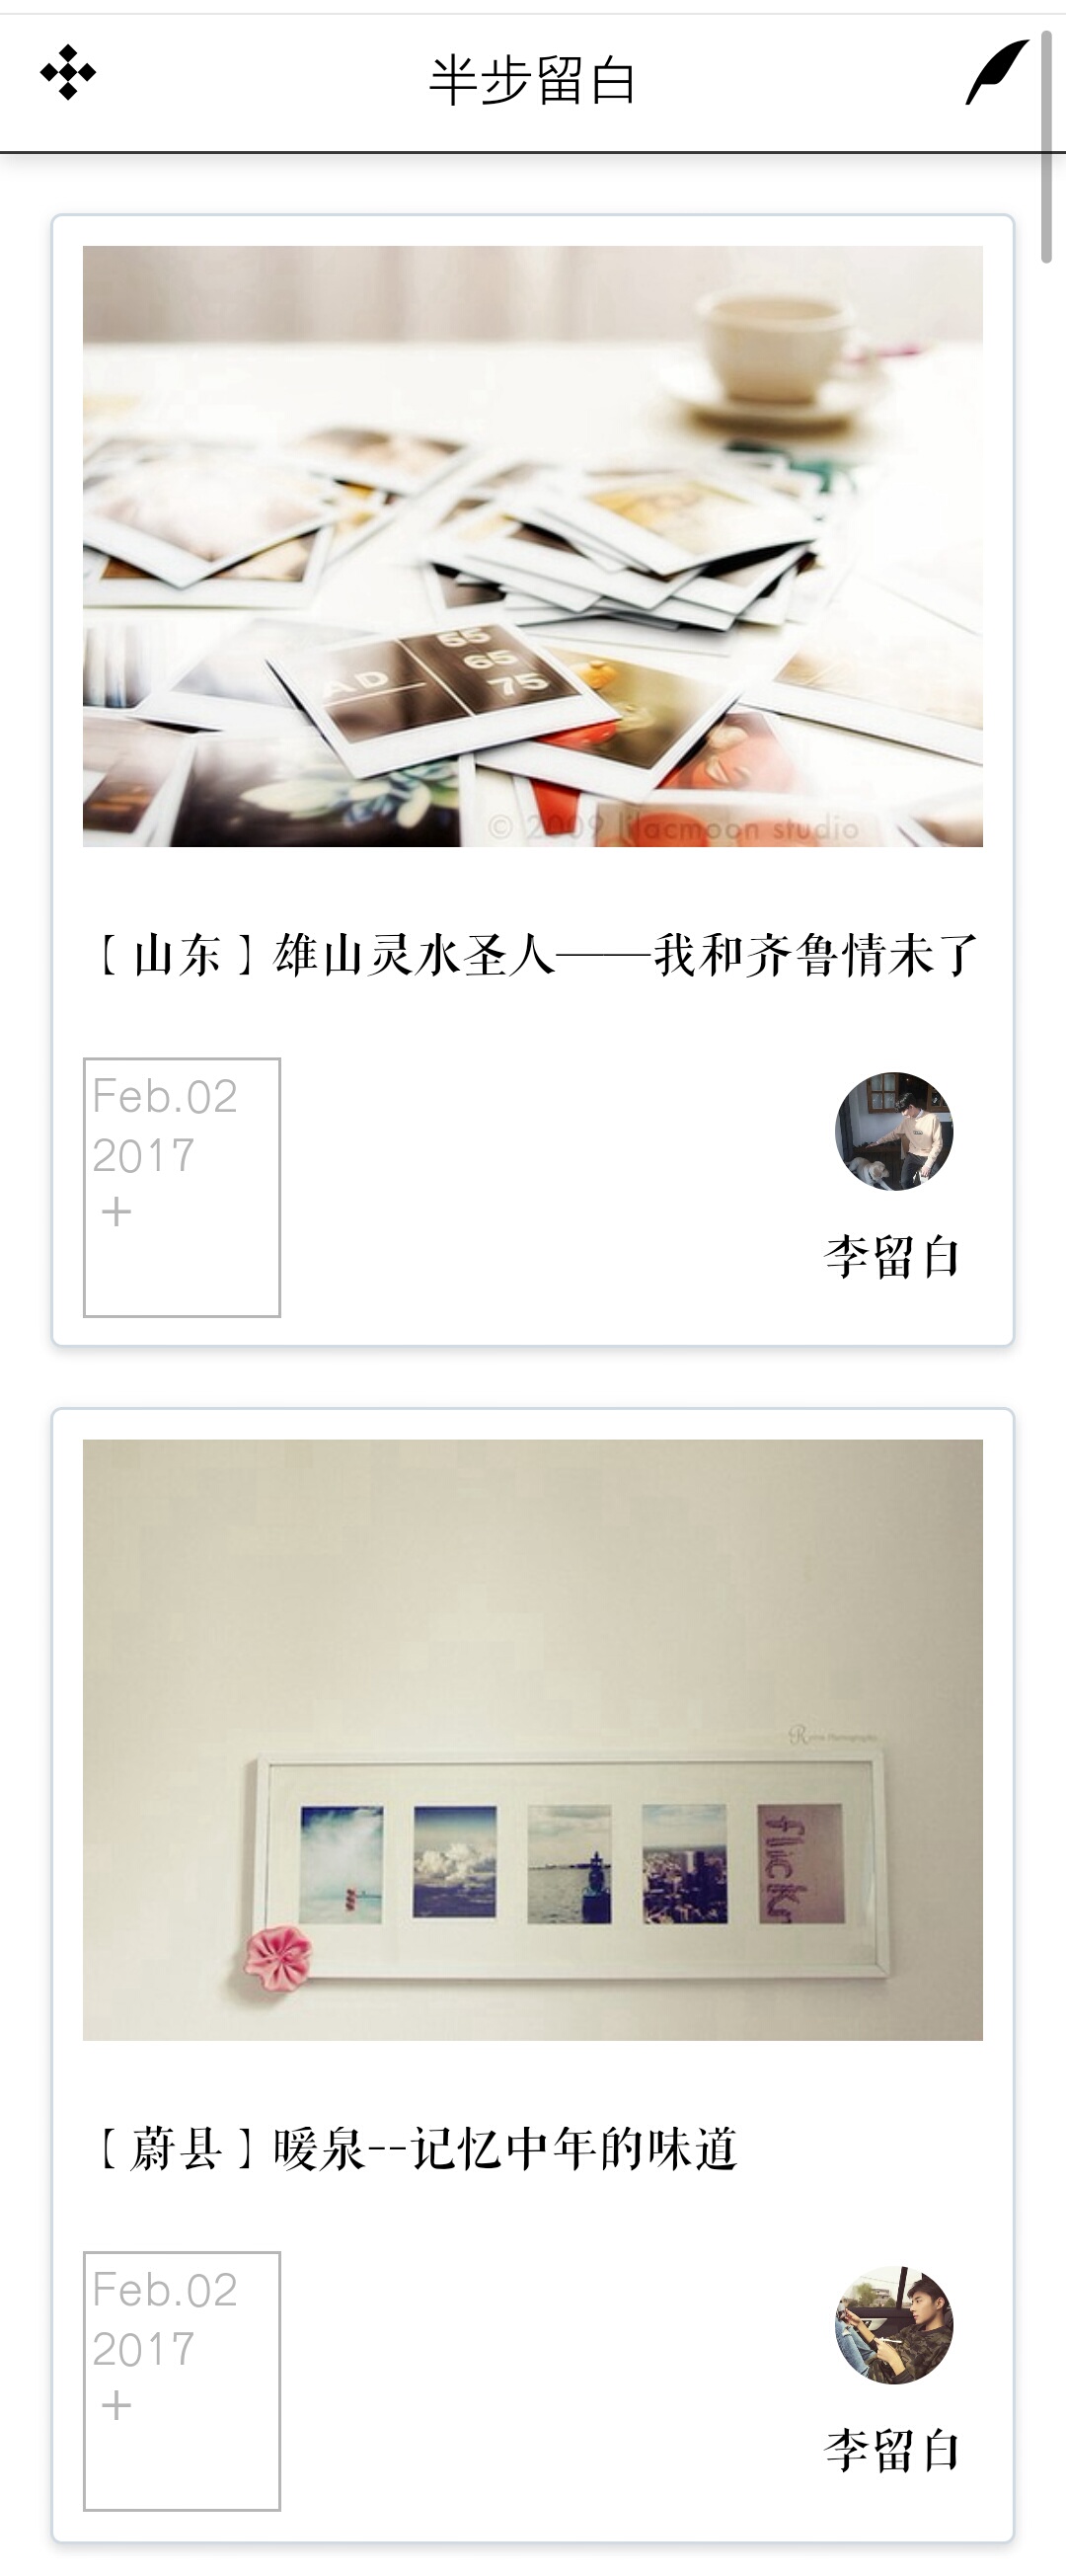 半步留白
AD
55
65
75
© 2009 lilacmoon studio
【山东】雄山灵水圣人——我和齐鲁情未了
Feb.02
2017
+
李留白
flickr
【蔚县】暖泉--记忆中年的味道
Feb.02
2017
+
李留白